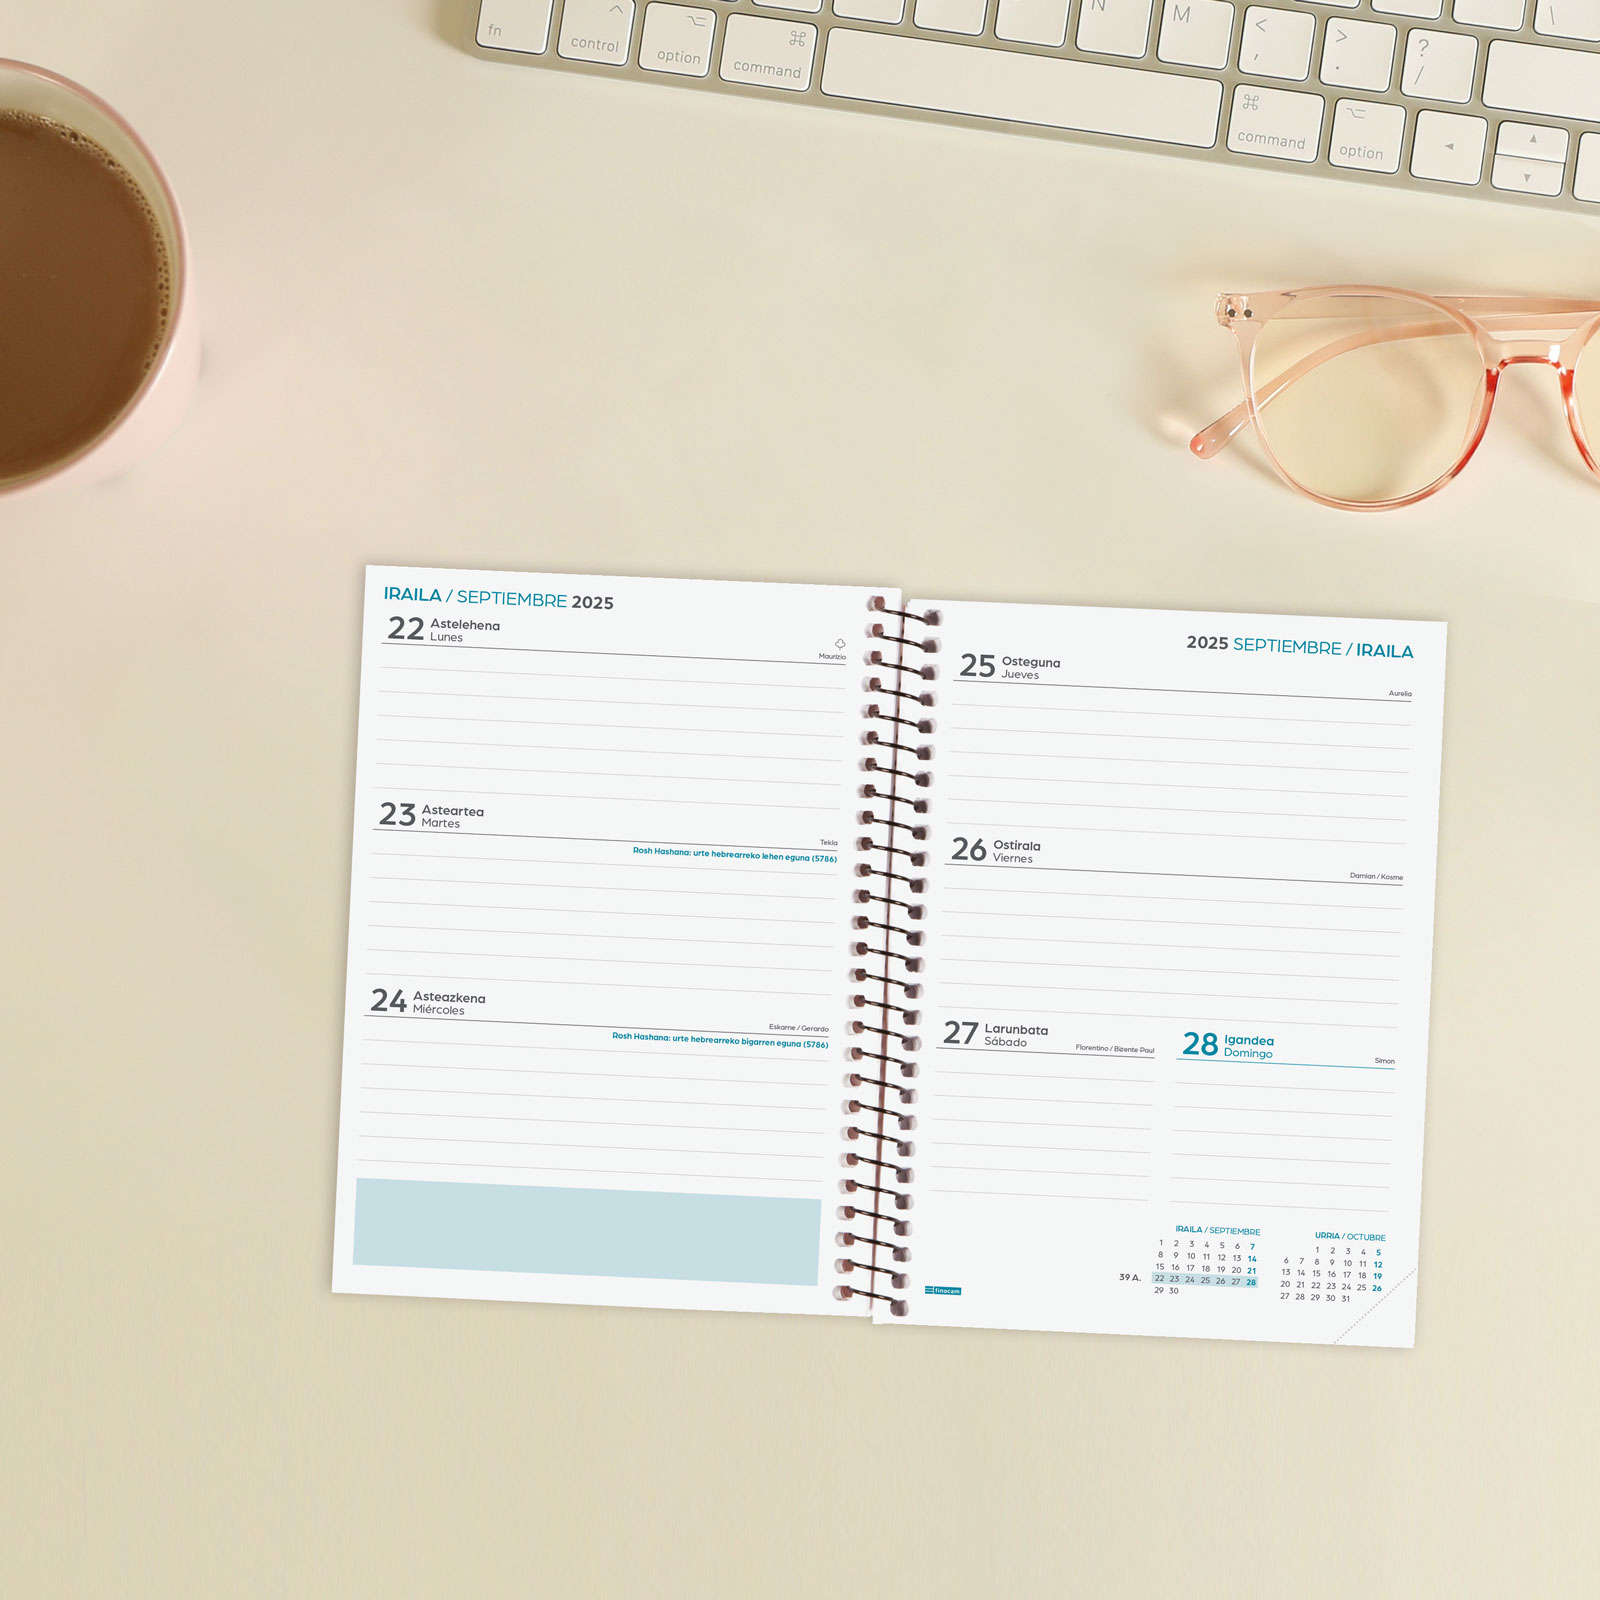 fn
control
option
command
N
M
<
,
>
.
?
/
\
command
option
IRAILA / SEPTIEMBRE 2025
22 Astelehena
Lunes
Maurizio
23 Asteartea
Martes
Tekla
Rosh Hashana: urte hebrearreko lehen eguna (5786)
24 Asteazkena
Miércoles
Eskarne / Gerardo
Rosh Hashana: urte hebrearreko bigarren eguna (5786)
2025 SEPTIEMBRE / IRAILA
25 Osteguna
Jueves
Aurelia
26 Ostirala
Viernes
Damian / Kosme
27 Larunbata
Sábado
Florentino / Bizente Paul
28 Igandea
Domingo
Simon
finocam
39 A.
IRAILA / SEPTIEMBRE
1 2 3 4 5 6 7
8 9 10 11 12 13 14
15 16 17 18 19 20 21
22 23 24 25 26 27 28
29 30
URRIA / OCTUBRE
1 2 3 4 5
6 7 8 9 10 11 12
13 14 15 16 17 18 19
20 21 22 23 24 25 26
27 28 29 30 31